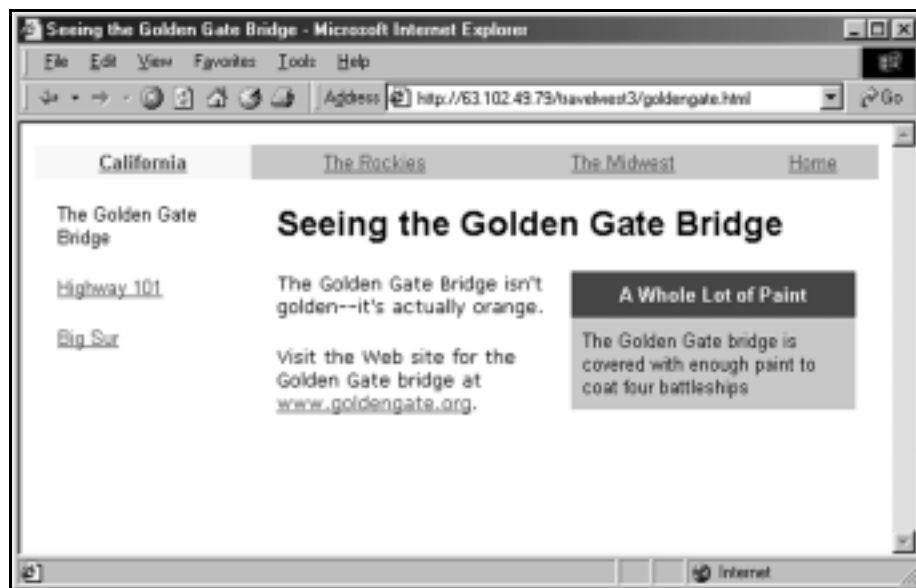 Seeing the Golden Gate Bridge - Microsoft Internet Explorer
File Edit View Favorites Tools Help
Address http://63.102.49.79/travelwest3/goldengate.html Go
California The Rockies The Midwest Home
The Golden Gate
Bridge
Highway 101
Big Sur
Seeing the Golden Gate Bridge
The Golden Gate Bridge isn't
golden--it's actually orange.
Visit the Web site for the
Golden Gate bridge at
www.goldengate.org.
A Whole Lot of Paint
The Golden Gate bridge is
covered with enough paint to
coat four battleships
Internet